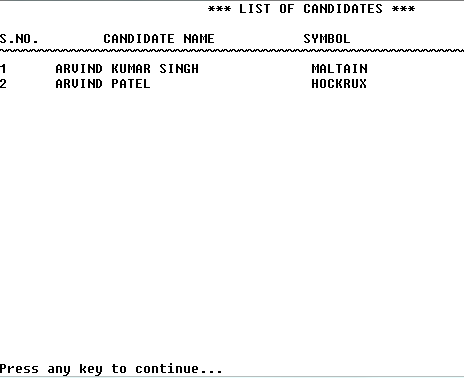 *** LIST OF CANDIDATES ***
S.NO. CANDIDATE NAME SYMBOL
1 ARVIND KUMAR SINGH MALTAIN
2 ARVIND PATEL HOCKRUX
Press any key to continue...